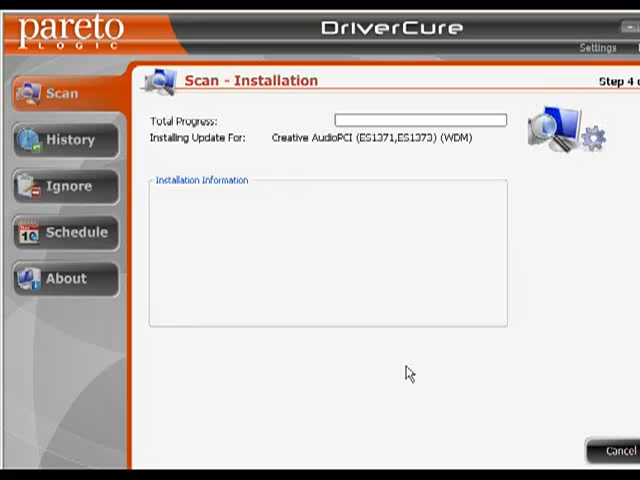 pareto
LOGIC
DriverCure
Settings
Scan
Scan - Installation
Step 4
Total Progress:
Installing Update For: Creative AudioPCI (ES1371,ES1373) (WDM)
History
Installation Information
Ignore
Schedule
10
About
Cancel